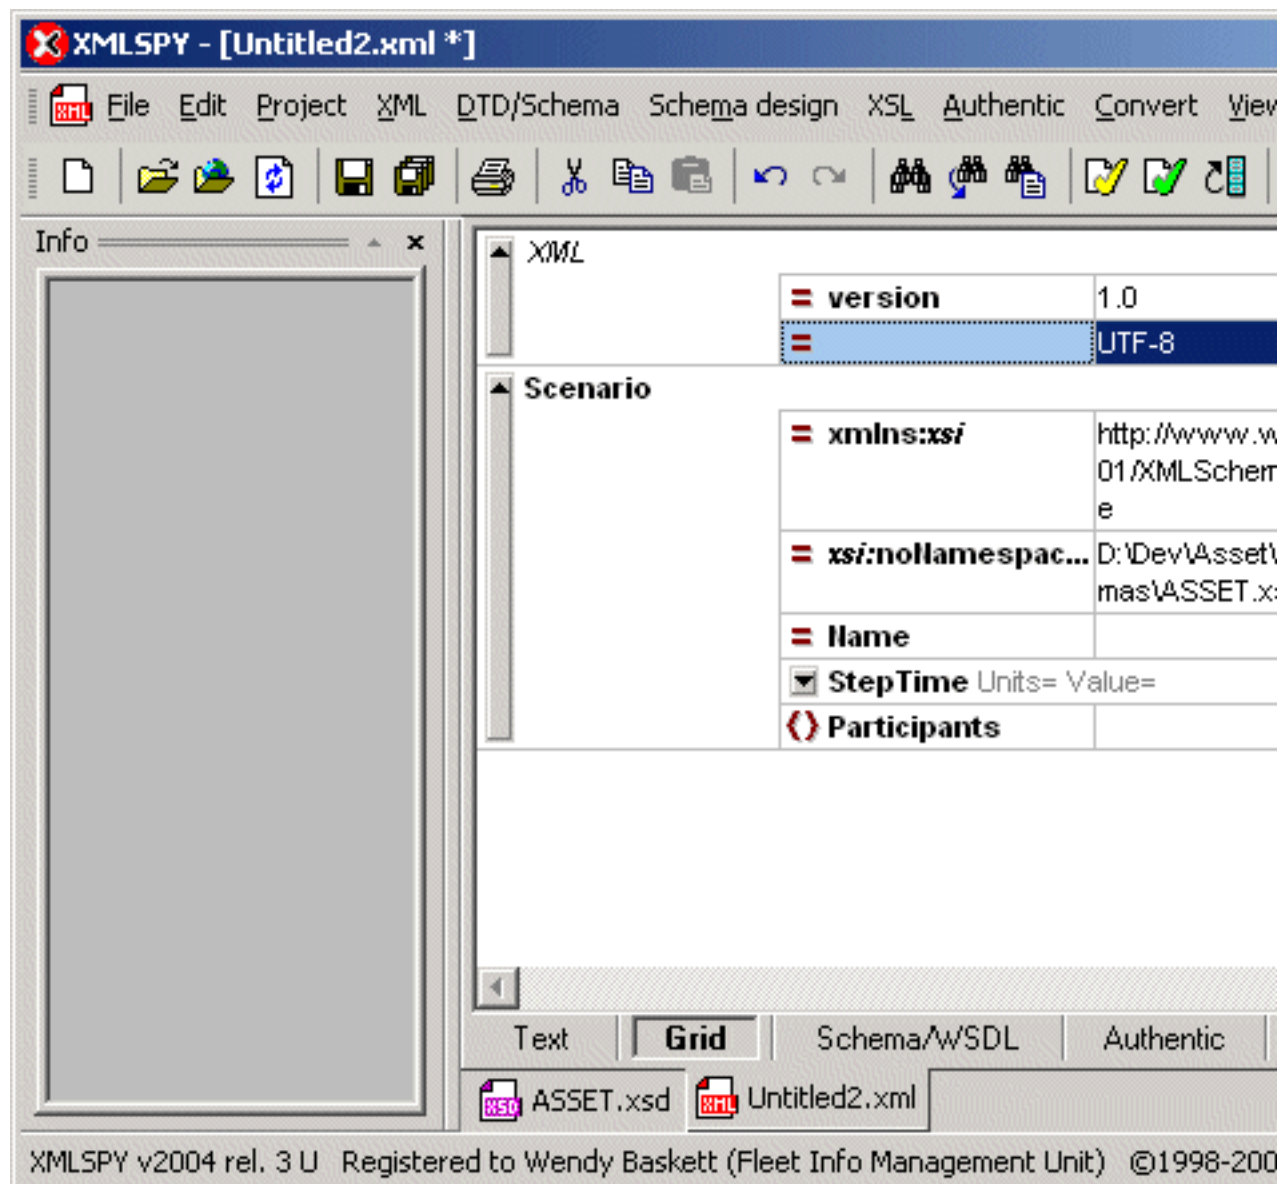 XMLSPY - [Untitled2.xml *]
File Edit Project XML DTD/Schema Schema design XSL Authentic Convert View
Info
XML
version 1.0
UTF-8
Scenario
xmlns:xsi http://www.w
01/XMLSchem
e
xsi:noNamespac... D:\Dev\Asset\
mas\ASSET.xs
Name
StepTime Units= Value=
Participants
Text Grid Schema/WSDL Authentic
ASSET.xsd Untitled2.xml
XMLSPY v2004 rel. 3 U Registered to Wendy Baskett (Fleet Info Management Unit) ©1998-200